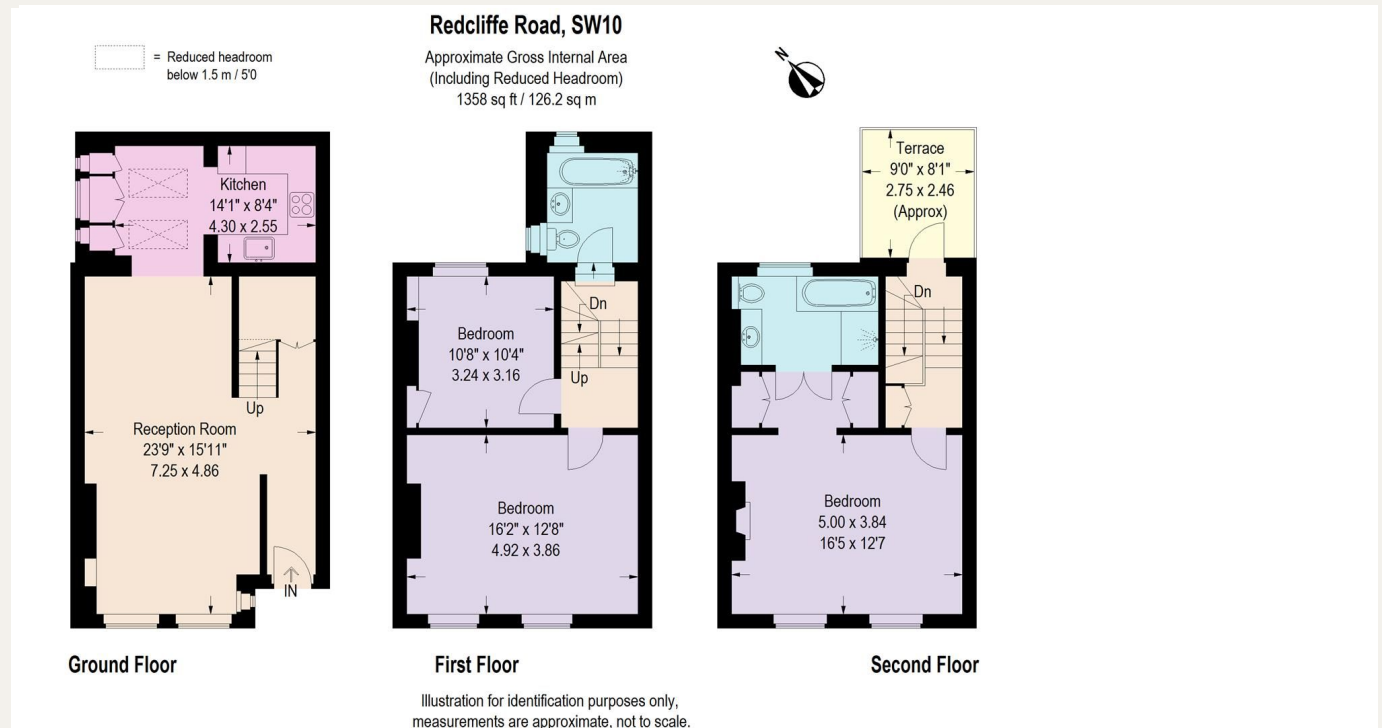 Redcliffe Road, SW10
Approximate Gross Internal Area
(Including Reduced Headroom)
1358 sq ft / 126.2 sq m
= Reduced headroom
below 1.5 m / 5'0
N
Kitchen
14'1" x 8'4"
4.30 x 2.55
Reception Room
23'9" x 15'11"
7.25 x 4.86
Up
IN
Ground Floor
Bedroom
10'8" x 10'4"
3.24 x 3.16
Dn
Up
Bedroom
16'2" x 12'8"
4.92 x 3.86
First Floor
Terrace
9'0" x 8'1"
2.75 x 2.46
(Approx)
Dn
Bedroom
5.00 x 3.84
16'5 x 12'7
Second Floor
Illustration for identification purposes only,
measurements are approximate, not to scale.